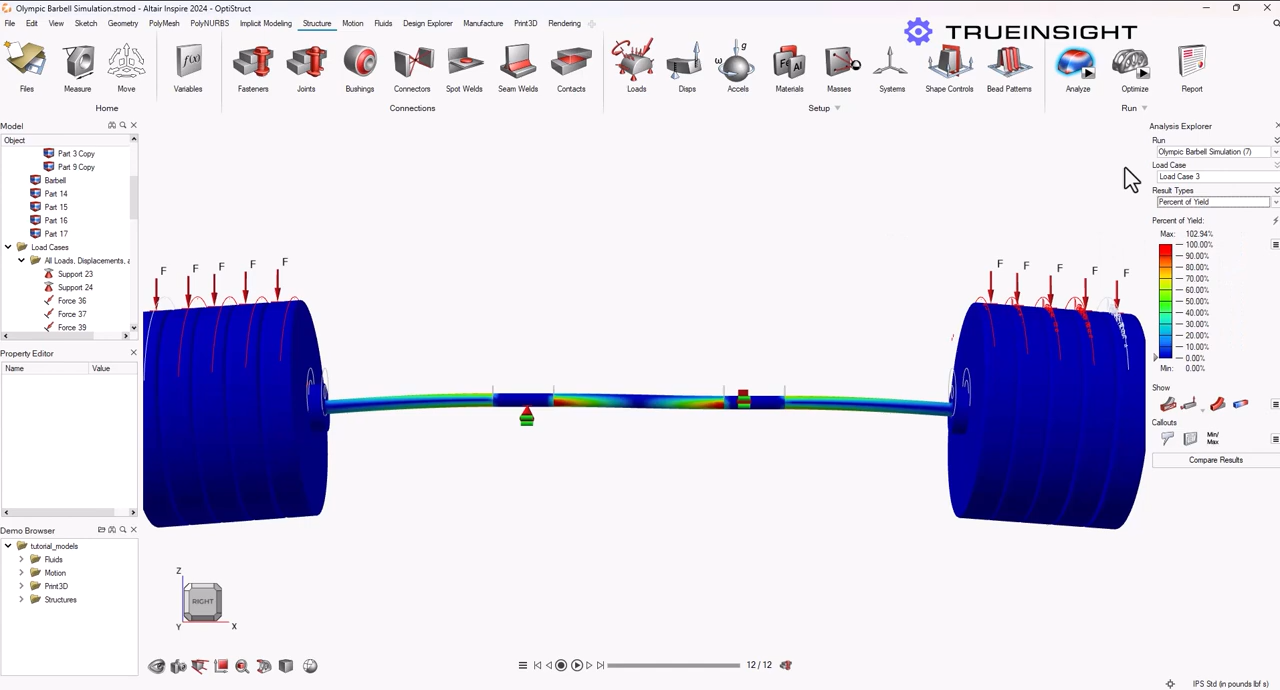 Olympic Barbell Simulation.stmod - Altair Inspire 2024 - OptiStruct
File Edit View Sketch Geometry PolyMesh PolyNURBS Implicit Modeling Structure Motion Fluids Design Explorer Manufacture Print3D Rendering
TRUEINSIGHT
f(x) g ω Fe Al
Files Measure Move Variables Fasteners Joints Bushings Connectors Spot Welds Seam Welds Contacts Loads Disps Accels Materials Masses Systems Shape Controls Bead Patterns Analyze Optimize Report
Home Connections Setup Run
Model
Object
Part 3 Copy
Part 9 Copy
Barbell
Part 14
Part 15
Part 16
Part 17
Load Cases
All Loads, Displacements, a
Support 23
Support 24
Force 36
Force 37
Force 39
Property Editor
Name Value
Demo Browser
tutorial_models
Fluids
Motion
Print3D
Structures
F F F F F
F F F F F
Z
RIGHT
Y X
12 / 12
Analysis Explorer
Run
Olympic Barbell Simulation (7)
Load Case
Load Case 3
Result Types
Percent of Yield
Percent of Yield:
Max: 102.94%
100.00%
90.00%
80.00%
70.00%
60.00%
50.00%
40.00%
30.00%
20.00%
10.00%
0.00%
Min: 0.00%
Show
Callouts
Min/
Max
Compare Results
IPS Std (in pounds lbf s)